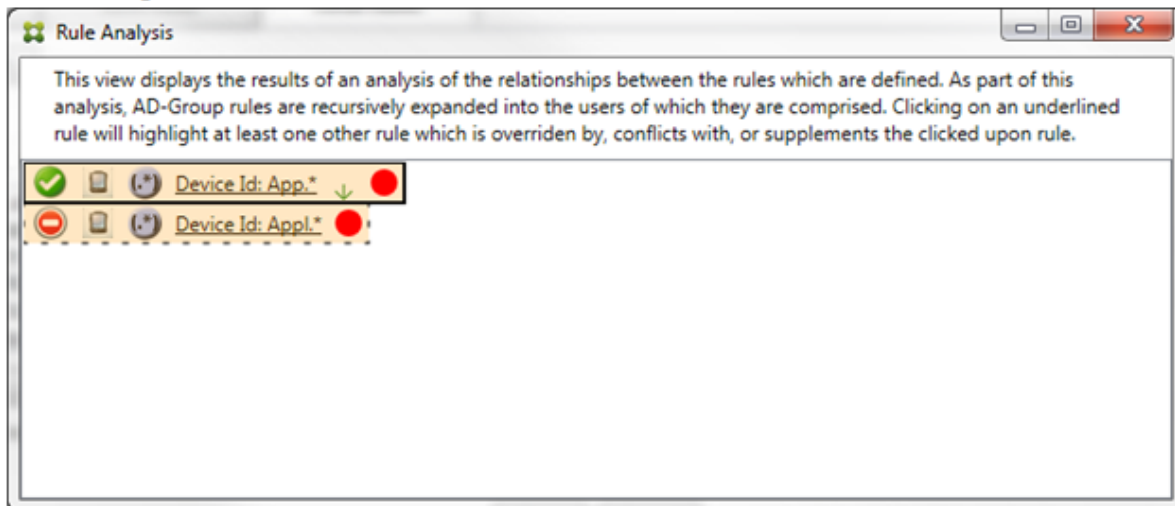 Rule Analysis
This view displays the results of an analysis of the relationships between the rules which are defined. As part of this
analysis, AD-Group rules are recursively expanded into the users of which they are comprised. Clicking on an underlined
rule will highlight at least one other rule which is overriden by, conflicts with, or supplements the clicked upon rule.
(.*) Device Id: App.*
(.*) Device Id: Appl.*